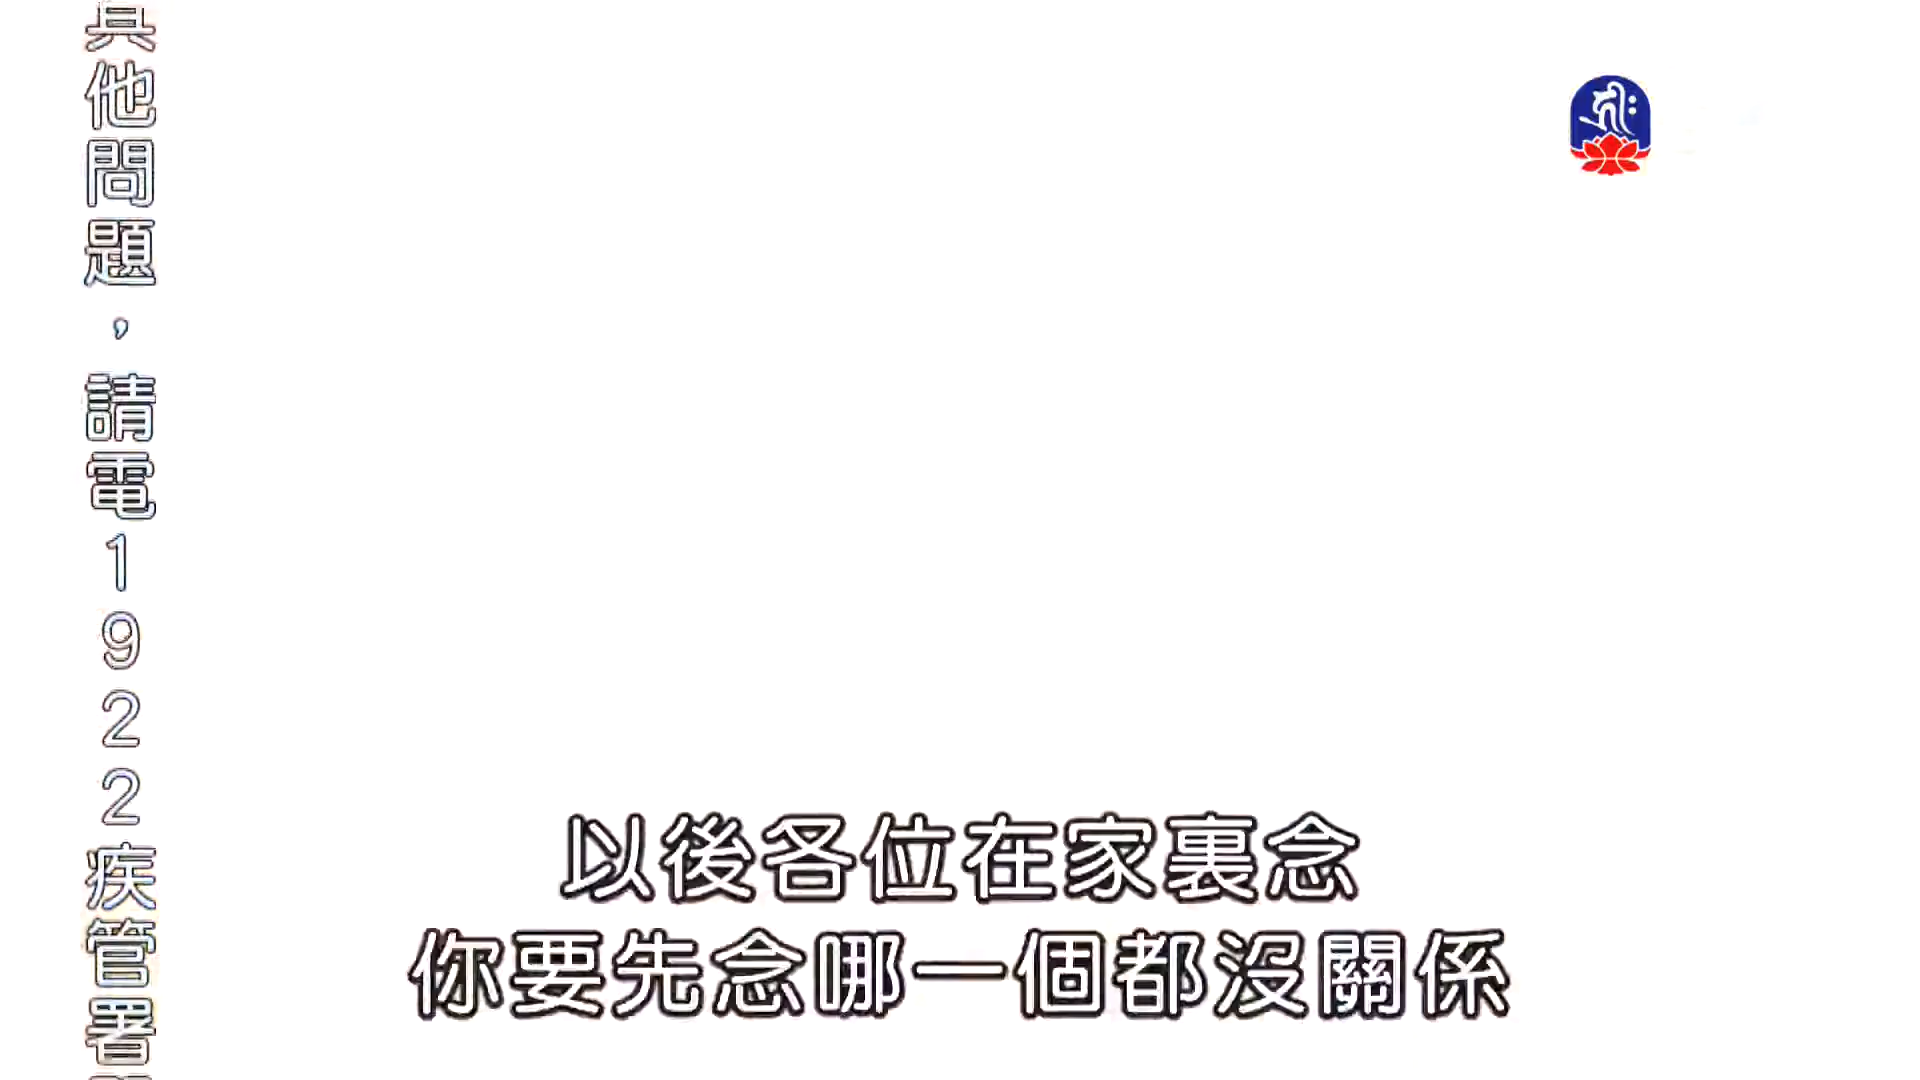 其他問題，請電1922疾管署
以後各位在家裏念
你要先念哪一個都沒關係